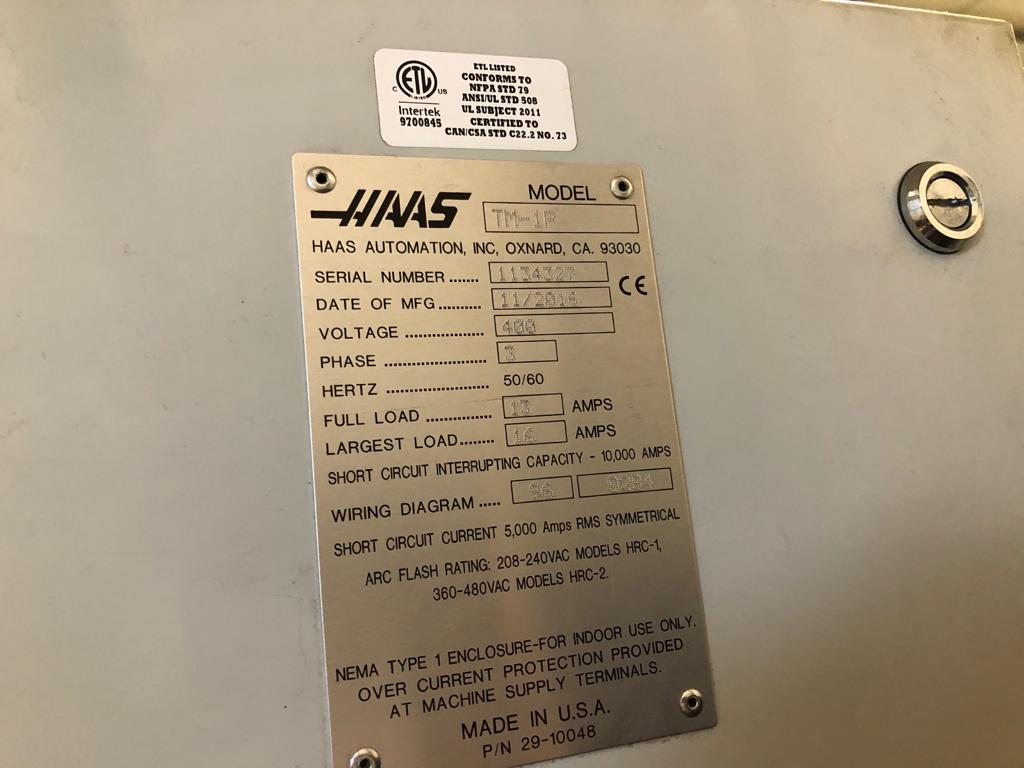 ETL LISTED
CONFORMS TO
NFPA STD 79
ANSI/UL STD 508
UL SUBJECT 2011
CERTIFIED TO
CAN/CSA STD C22.2 NO. 73
C ETL US
Intertek
9700845
HAAS
MODEL
TM-1P
HAAS AUTOMATION, INC, OXNARD, CA. 93030
SERIAL NUMBER ....... 1134327
CE
DATE OF MFG.......... 11/2016
VOLTAGE ................... 400
PHASE ........................ 3
HERTZ ........................ 50/60
FULL LOAD ............... 13 AMPS
LARGEST LOAD........ 16 AMPS
SHORT CIRCUIT INTERRUPTING CAPACITY - 10,000 AMPS
WIRING DIAGRAM ..... 96
SHORT CIRCUIT CURRENT 5,000 Amps RMS SYMMETRICAL
ARC FLASH RATING: 208-240VAC MODELS HRC-1,
360-480VAC MODELS HRC-2.
NEMA TYPE 1 ENCLOSURE-FOR INDOOR USE ONLY.
OVER CURRENT PROTECTION PROVIDED
AT MACHINE SUPPLY TERMINALS.
MADE IN U.S.A.
P/N 29-10048